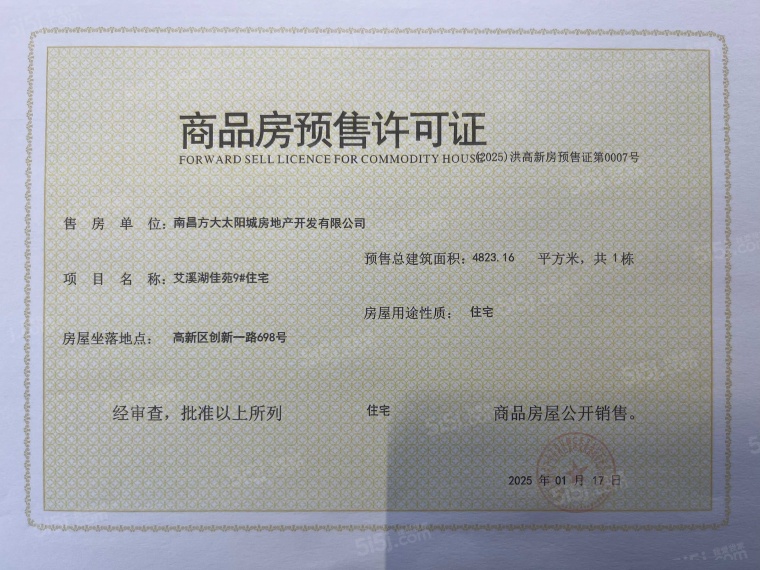 商品房预售许可证
FORWARD SELL LICENCE FOR COMMODITY HOUSE
(2025)洪高新房预售证第0007号
售房单位：南昌方大太阳城房地产开发有限公司
预售总建筑面积：4823.16 平方米，共1栋
项目名称：艾溪湖佳苑9#住宅
房屋用途性质： 住宅
房屋坐落地点： 高新区创新一路698号
经审查，批准以上所列 住宅 商品房屋公开销售。
2025 年 01 月 17 日
5i5j.com